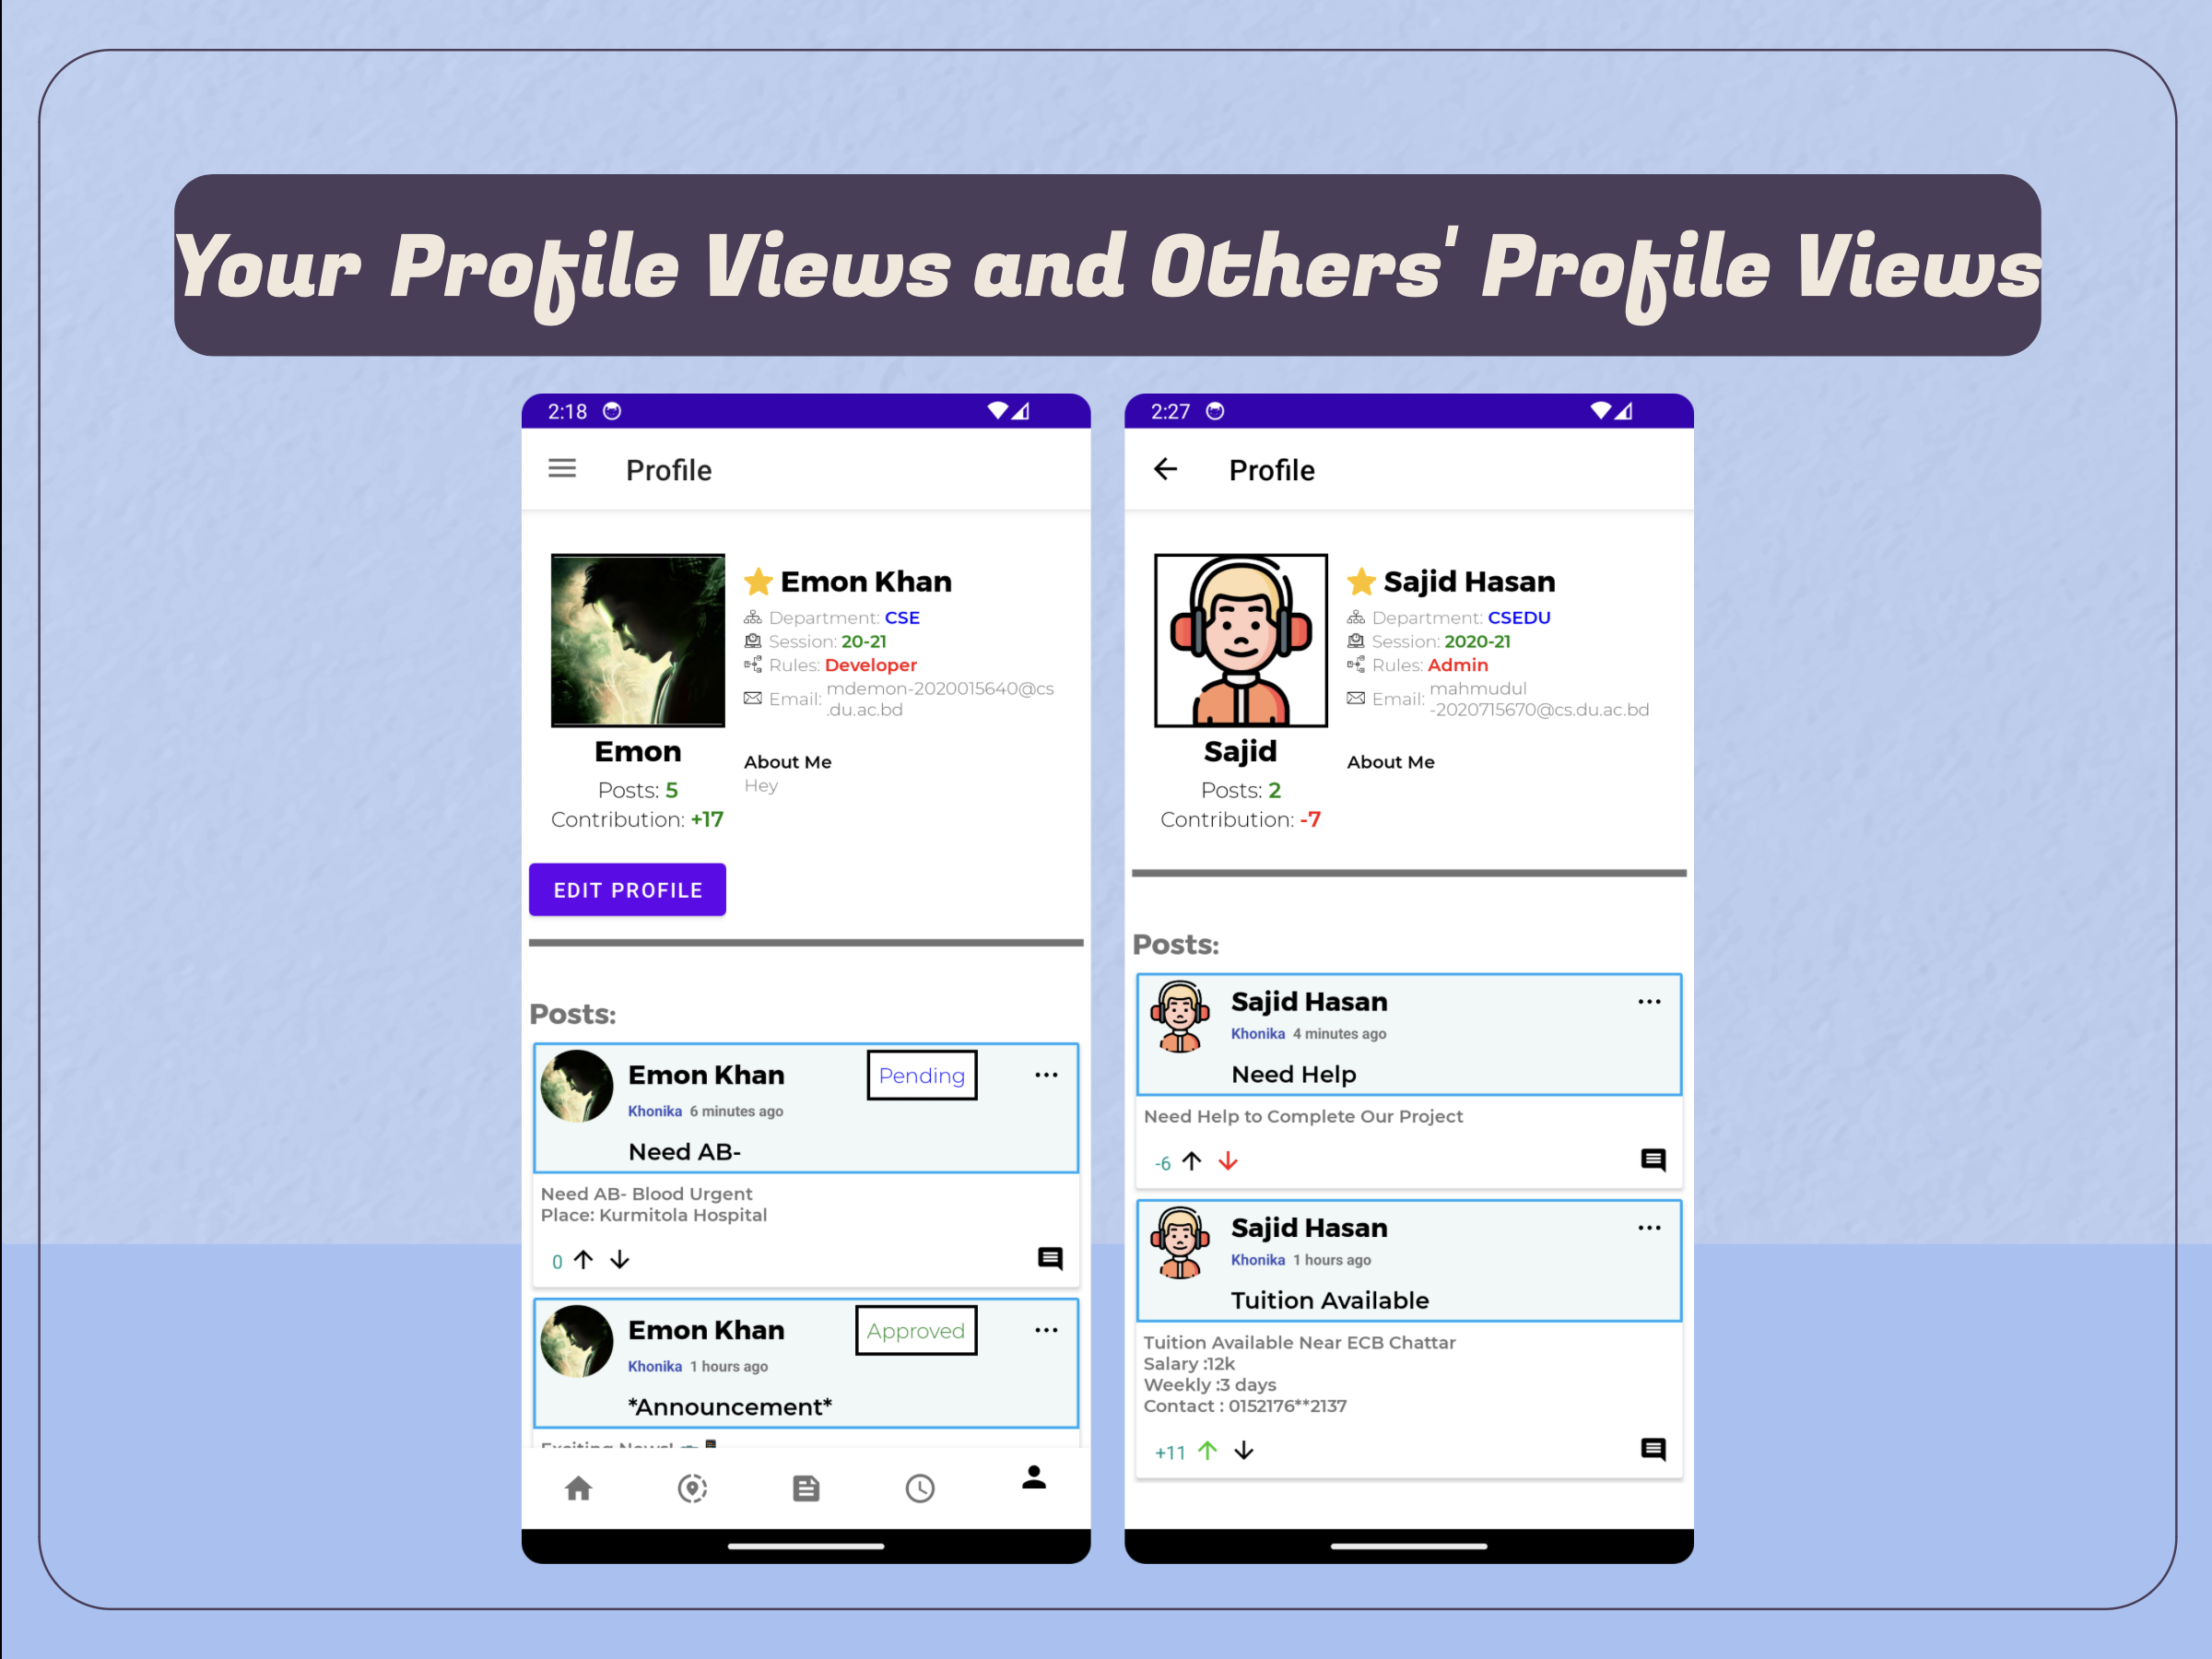 Your Profile Views and Others' Profile Views
2:18
Profile
Emon Khan
Department: CSE
Session: 20-21
Rules: Developer
Email: mdemon-2020015640@cs
.du.ac.bd
Emon
Posts: 5
Contribution: +17
About Me
Hey
EDIT PROFILE
Posts:
Emon Khan
Pending
Khonika 6 minutes ago
Need AB-
Need AB- Blood Urgent
Place: Kurmitola Hospital
0
Emon Khan
Approved
Khonika 1 hours ago
*Announcement*
Exciting News!
2:27
Profile
Sajid Hasan
Department: CSEDU
Session: 2020-21
Rules: Admin
Email: mahmudul
-2020715670@cs.du.ac.bd
Sajid
Posts: 2
Contribution: -7
About Me
Posts:
Sajid Hasan
Khonika 4 minutes ago
Need Help
Need Help to Complete Our Project
-6
Sajid Hasan
Khonika 1 hours ago
Tuition Available
Tuition Available Near ECB Chattar
Salary :12k
Weekly :3 days
Contact : 0152176**2137
+11